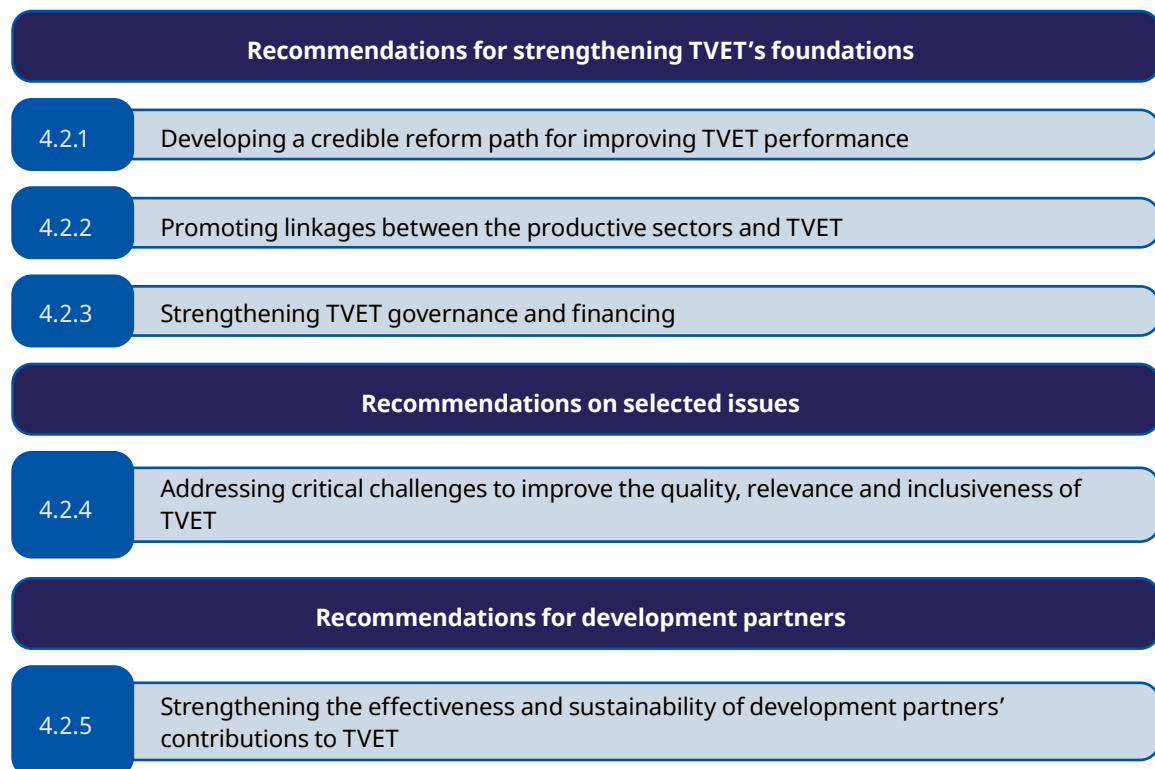 Recommendations for strengthening TVET’s foundations
4.2.1 Developing a credible reform path for improving TVET performance
4.2.2 Promoting linkages between the productive sectors and TVET
4.2.3 Strengthening TVET governance and financing
Recommendations on selected issues
4.2.4 Addressing critical challenges to improve the quality, relevance and inclusiveness of
TVET
Recommendations for development partners
4.2.5 Strengthening the effectiveness and sustainability of development partners’
contributions to TVET